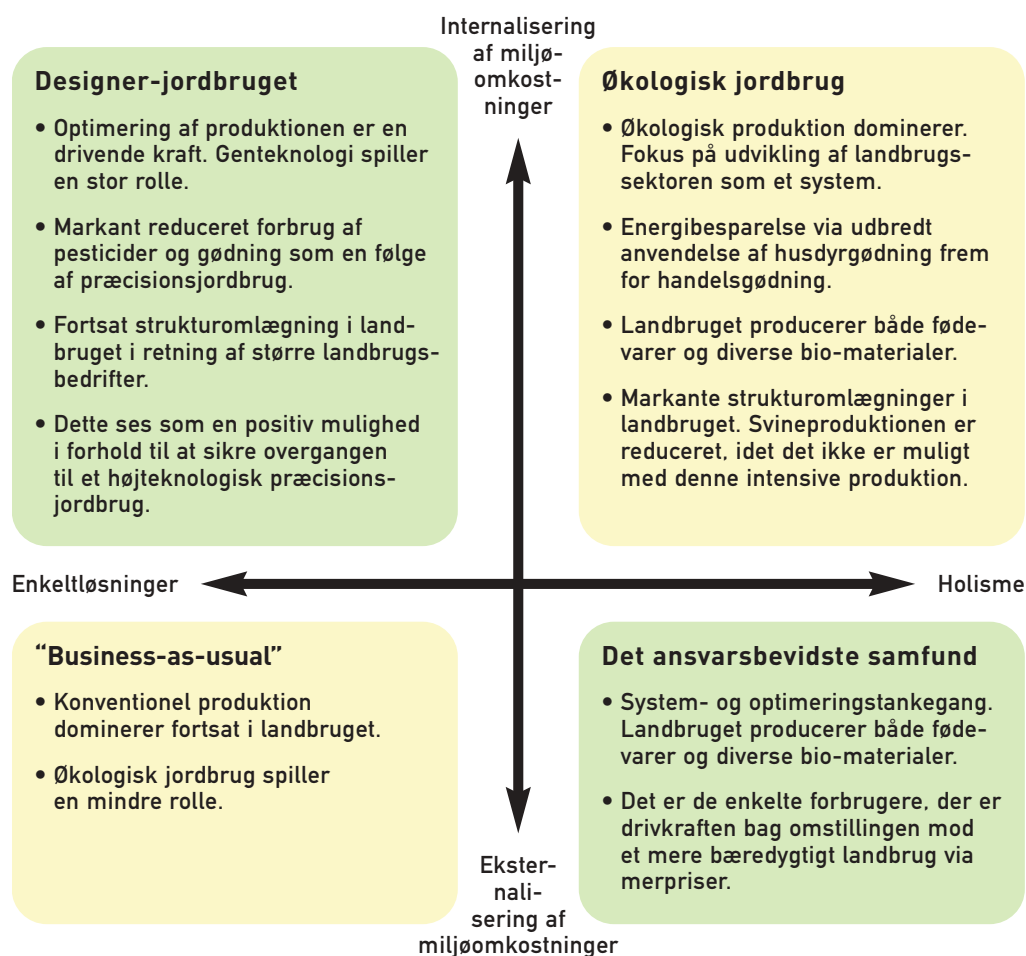 Internalisering
af miljø-
omkost-
ninger
Designer-jordbruget
• Optimering af produktionen er en
drivende kraft. Genteknologi spiller
en stor rolle.
• Markant reduceret forbrug af
pesticider og gødning som en følge
af præcisionsjordbrug.
• Fortsat strukturomlægning i land-
bruget i retning af større landbrugs-
bedrifter.
• Dette ses som en positiv mulighed
i forhold til at sikre overgangen
til et højteknologisk præcisions-
jordbrug.
Økologisk jordbrug
• Økologisk produktion dominerer.
Fokus på udvikling af landbrugs-
sektoren som et system.
• Energibesparelse via udbredt
anvendelse af husdyrgødning frem
for handelsgødning.
• Landbruget producerer både føde-
varer og diverse bio-materialer.
• Markante strukturomlægninger i
landbruget. Svineproduktionen er
reduceret, idet det ikke er muligt
med denne intensive produktion.
Enkeltløsninger
Holisme
“Business-as-usual”
• Konventionel produktion
dominerer fortsat i landbruget.
• Økologisk jordbrug spiller
en mindre rolle.
Det ansvarsbevidste samfund
• System- og optimeringstankegang.
Landbruget producerer både føde-
varer og diverse bio-materialer.
• Det er de enkelte forbrugere, der er
drivkraften bag omstillingen mod
et mere bæredygtigt landbrug via
merpriser.
Ekster-
nali-
sering af
miljøomkostninger